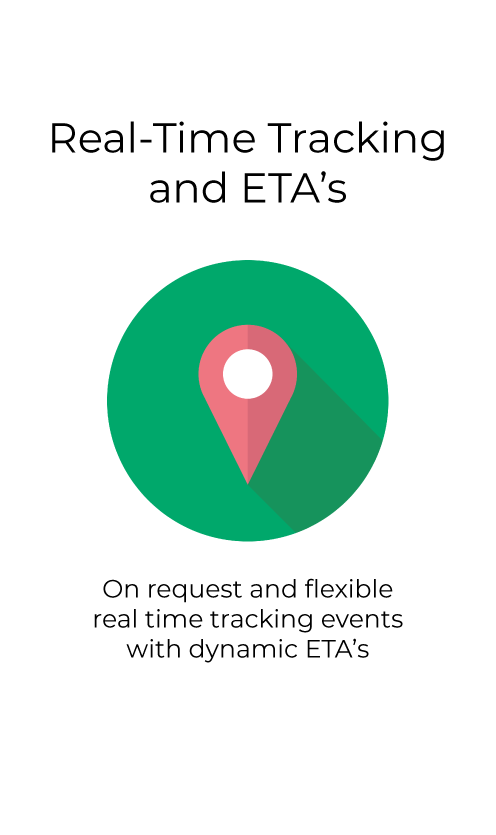 Real-Time Tracking
and ETA’s
On request and flexible
real time tracking events
with dynamic ETA’s